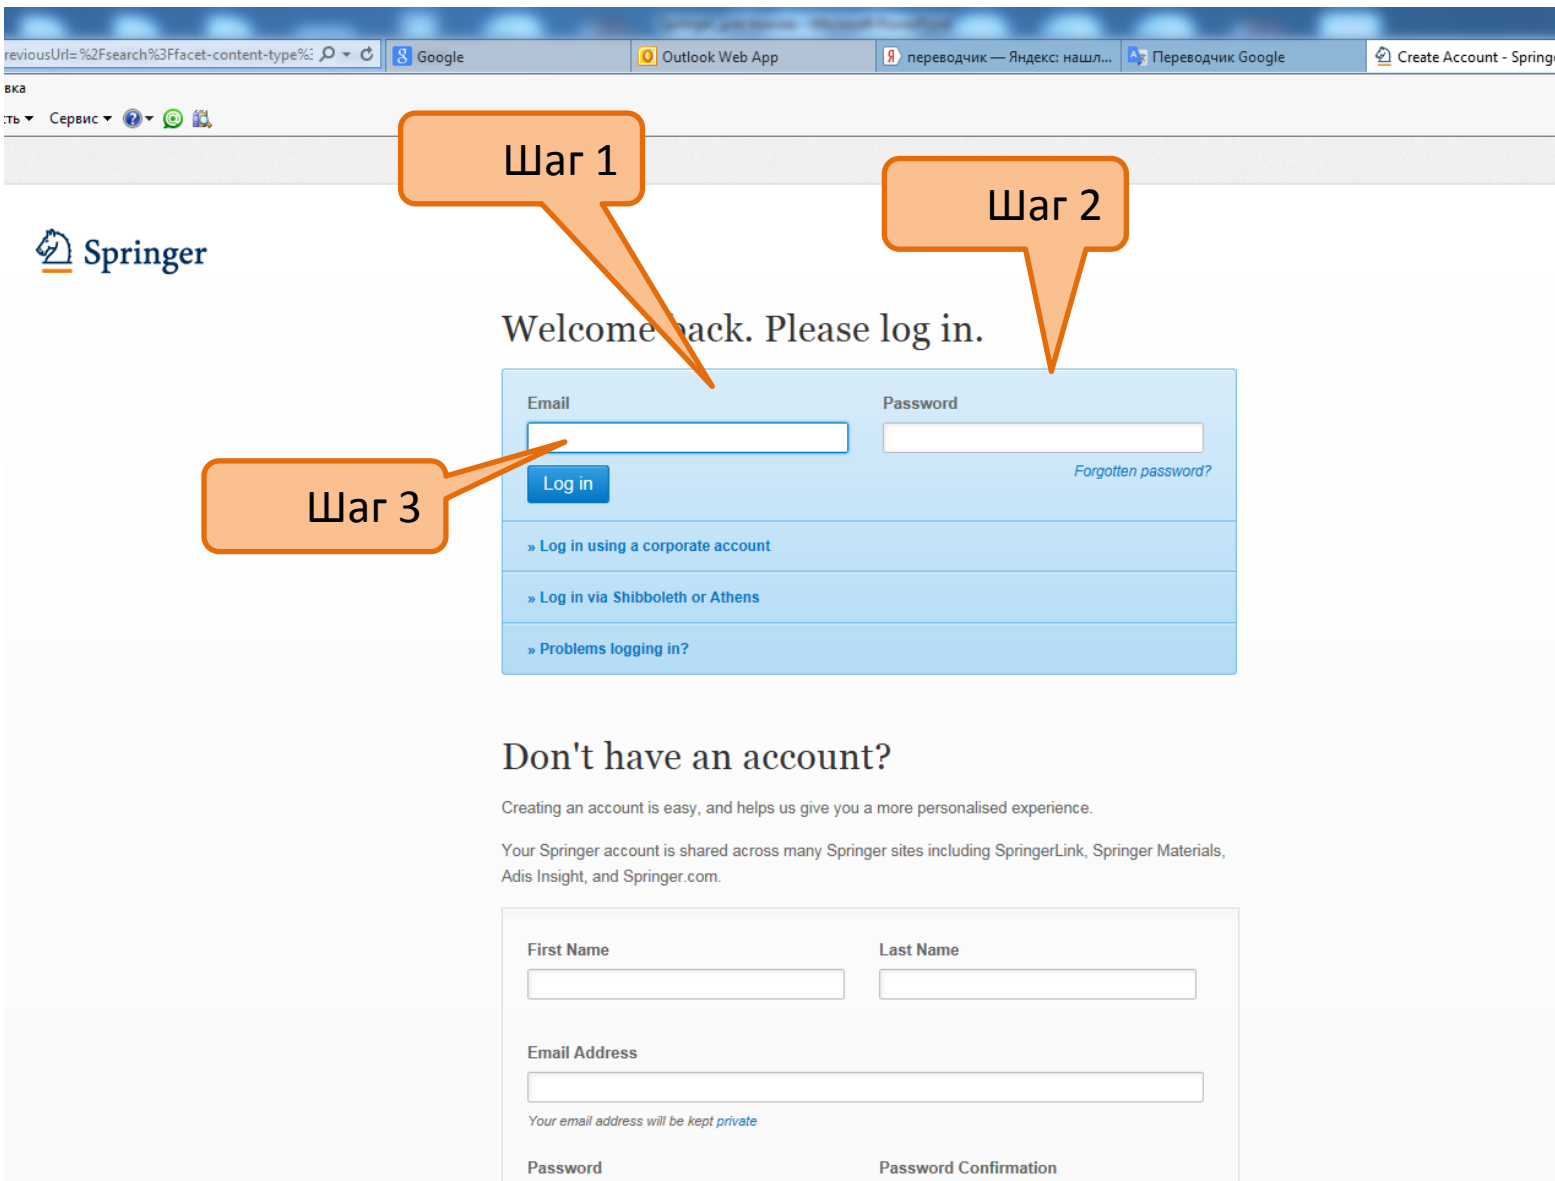 reviousUrl=%2Fsearch%3Ffacet-content-type%:
Google
Outlook Web App
переводчик — Яндекс: нашл...
Переводчик Google
Create Account - Spring
вка
ть Сервис
Шаг 1
Шаг 2
Springer
Welcome back. Please log in.
Email Password
Forgotten password?
Шаг 3
Log in
» Log in using a corporate account
» Log in via Shibboleth or Athens
» Problems logging in?
Don't have an account?
Creating an account is easy, and helps us give you a more personalised experience.
Your Springer account is shared across many Springer sites including SpringerLink, Springer Materials,
Adis Insight, and Springer.com.
First Name Last Name
Email Address
Your email address will be kept private
Password Password Confirmation